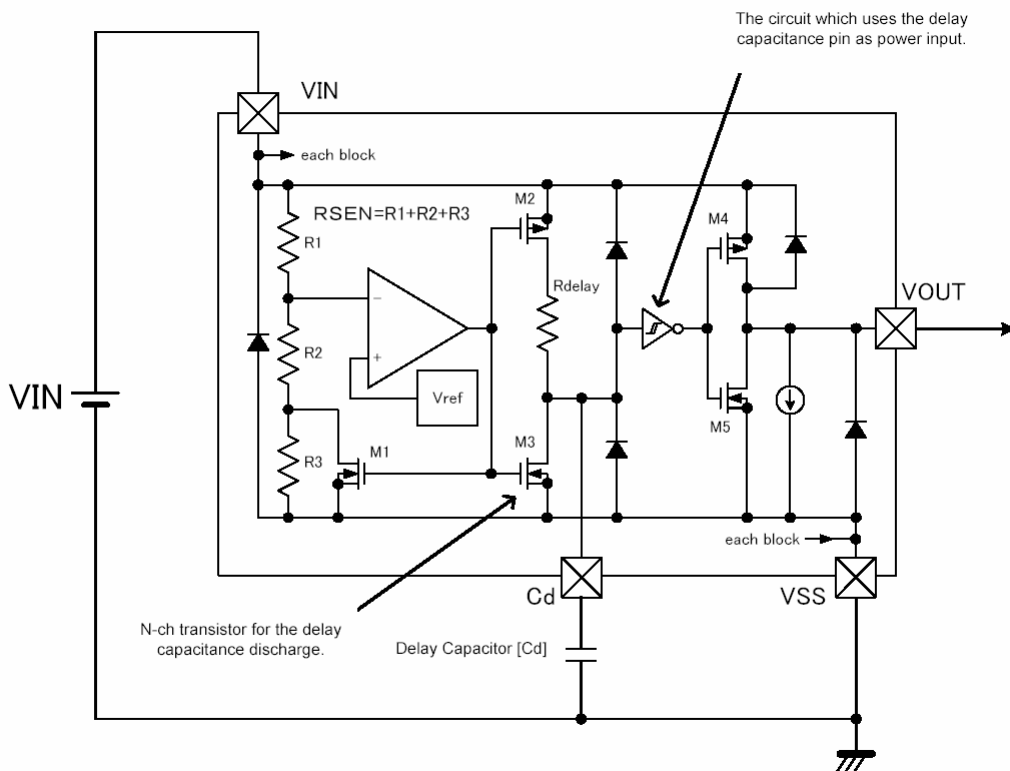 The circuit which uses the delay
capacitance pin as power input.
VIN
each block
RSEN=R1+R2+R3
M2
M4
R1
Rdelay
VOUT
−
R2
+
Vref
VIN
M5
M3
M1
R3
each block
Cd
VSS
N-ch transistor for the delay
capacitance discharge.
Delay Capacitor [Cd]